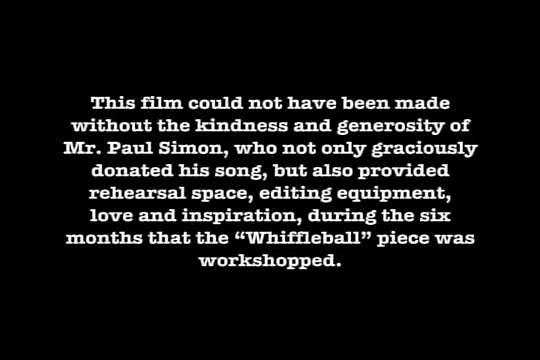 This film could not have been made
without the kindness and generosity of
Mr. Paul Simon, who not only graciously
donated his song, but also provided
rehearsal space, editing equipment,
love and inspiration, during the six
months that the “Whiffleball” piece was
workshopped.